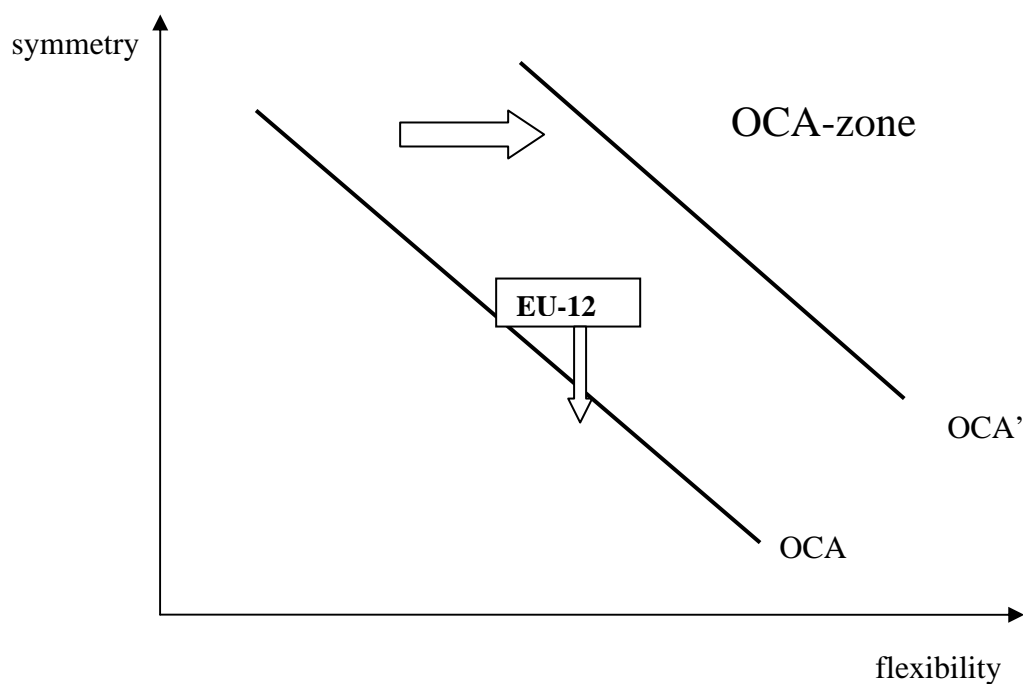 symmetry
OCA-zone
EU-12
OCA’
OCA
flexibility